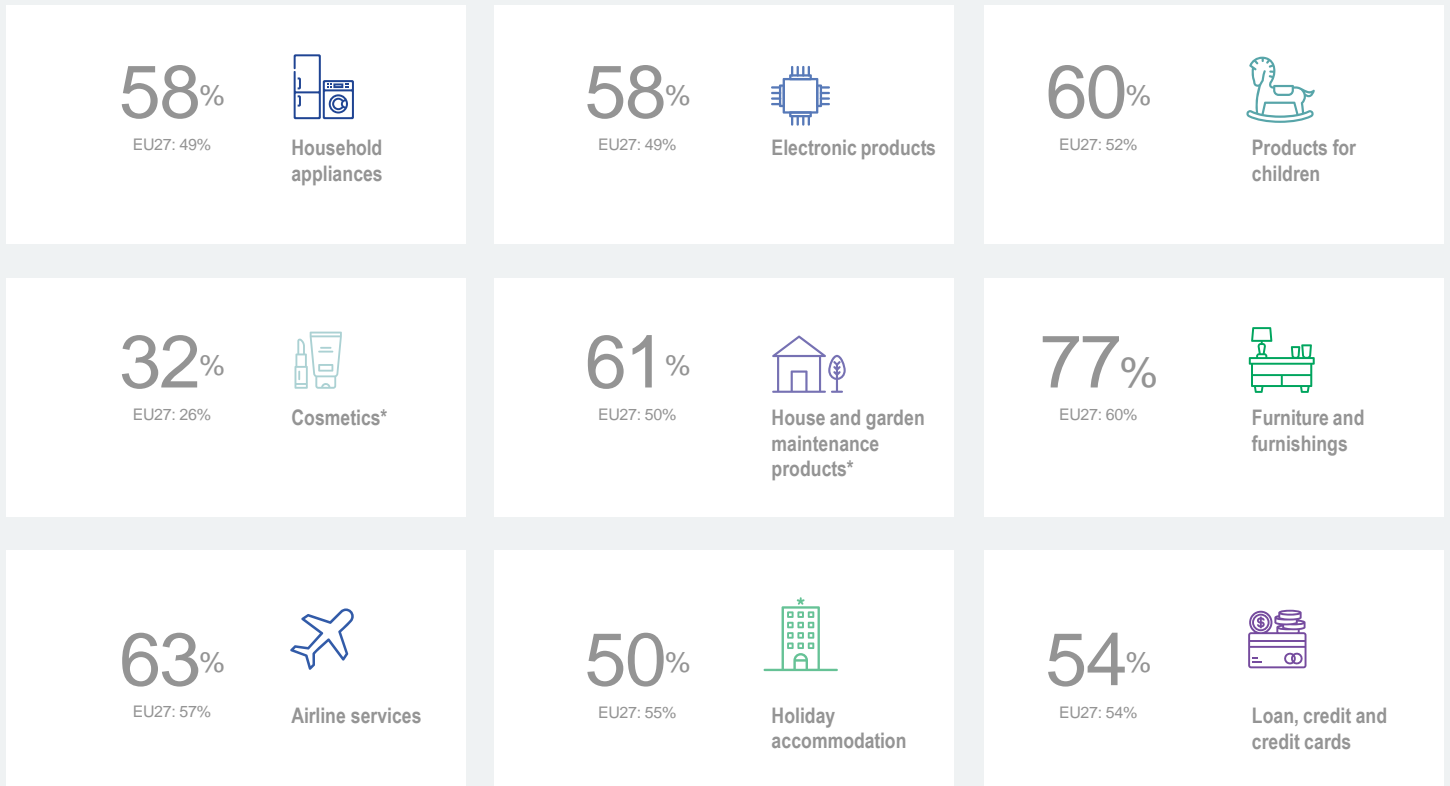 58%
EU27: 49%
Household
appliances
58%
EU27: 49%
Electronic products
60%
EU27: 52%
Products for
children
32%
EU27: 26%
Cosmetics*
61%
EU27: 50%
House and garden
maintenance
products*
77%
EU27: 60%
Furniture and
furnishings
63%
EU27: 57%
Airline services
50%
EU27: 55%
Holiday
accommodation
54%
EU27: 54%
$
Loan, credit and
credit cards